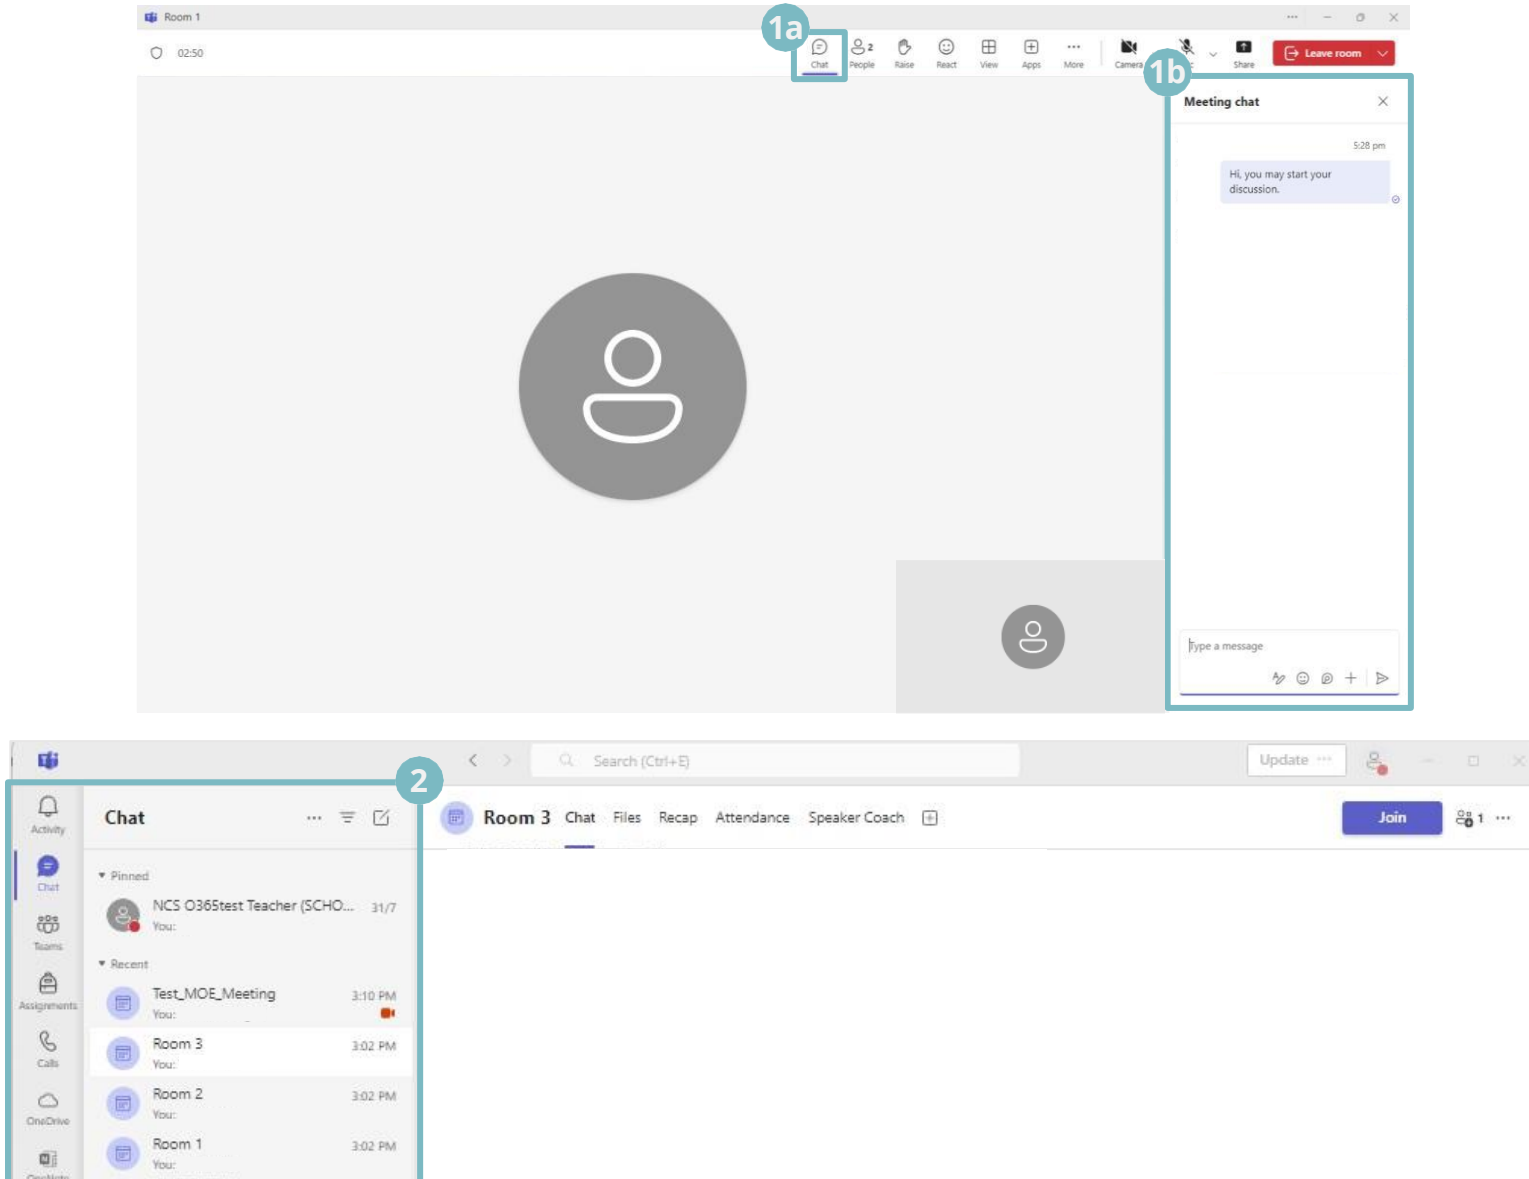 Room 1
1a
02:50
Chat
2
People
Raise
React
View
Apps
More
Camera
Share
Leave room
1b
Meeting chat
5:28 pm
Hi, you may start your
discussion.
Type a message
Search (Ctrl+E)
Update
2
Activity
Chat
Teams
Assignments
Calls
OneDrive
OneNote
Chat
Pinned
NCS O365test Teacher (SCHO... 31/7
You:
Recent
Test_MOE_Meeting 3:10 PM
You:
Room 3 3:02 PM
You:
Room 2 3:02 PM
You:
Room 1 3:02 PM
You:
Room 3 Chat Files Recap Attendance Speaker Coach
Join
1